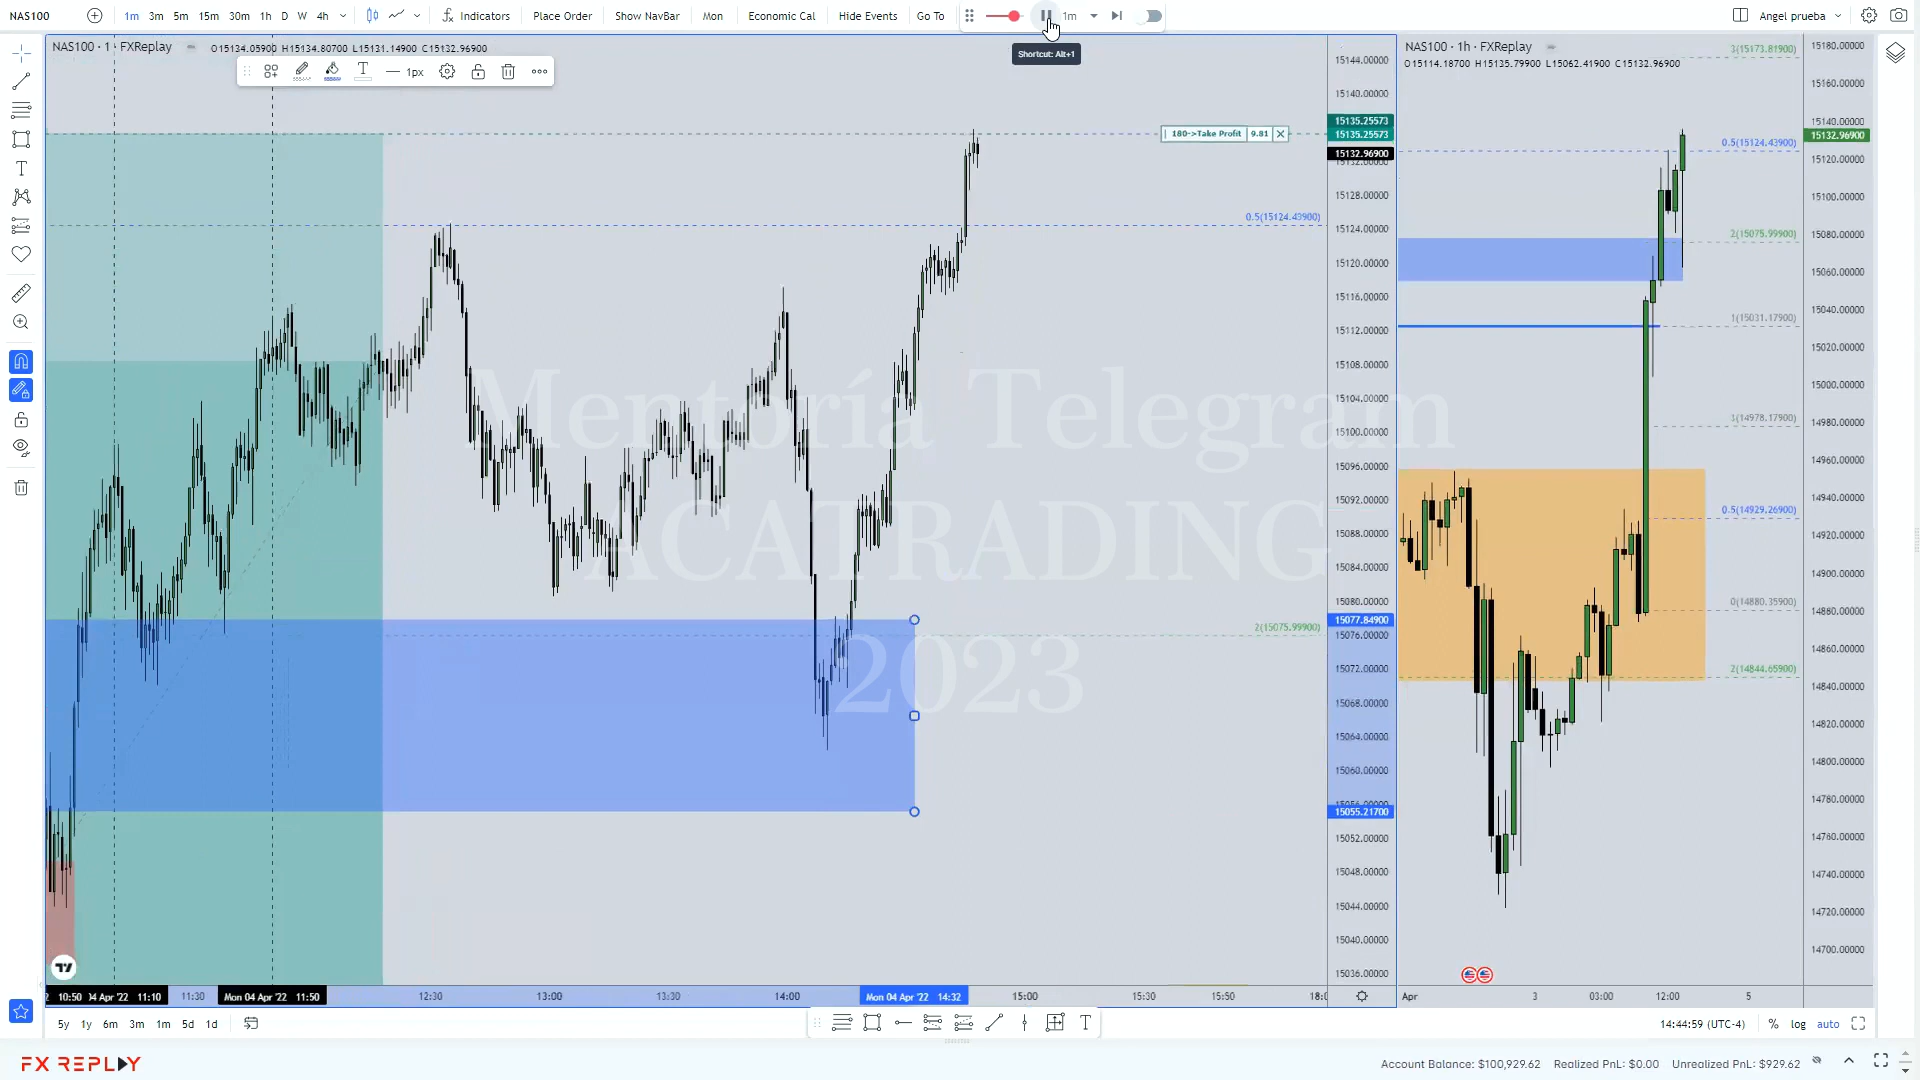 NAS100
1m 3m 5m 15m 30m 1h D W 4h
Indicators
Place Order
Show NavBar
Mon
Economic Cal
Hide Events
Go To
1m
Angel prueba
Shortcut: Alt+1
NAS100 · 1 · FXReplay
O15134.05900 H15134.80700 L15131.14900 C15132.96900
1px
180->Take Profit 9.81
0.5(15124.43900)
2(15075.99900)
Mentoría Telegram
ACATRADING
2023
15144.00000
15140.00000
15135.25573
15135.25573
15132.96900
15132.00000
15128.00000
15124.00000
15120.00000
15116.00000
15112.00000
15108.00000
15104.00000
15100.00000
15096.00000
15092.00000
15088.00000
15084.00000
15080.00000
15077.84900
15076.00000
15072.00000
15068.00000
15064.00000
15060.00000
15056.00000
15055.21700
15052.00000
15048.00000
15044.00000
15040.00000
15036.00000
10:50
04 Apr '22 11:10
11:30
Mon 04 Apr '22 11:50
12:30
13:00
13:30
14:00
Mon 04 Apr '22 14:32
15:00
15:30
15:50
NAS100 · 1h · FXReplay
O15114.18700 H15135.79900 L15062.41900 C15132.96900
3(15173.81900)
0.5(15124.43900)
2(15075.99900)
1(15031.17900)
0.5(14929.26900)
0(14880.35900)
2(14844.65900)
15180.00000
15160.00000
15140.00000
15132.96900
15120.00000
15100.00000
15080.00000
15060.00000
15040.00000
15020.00000
15000.00000
14980.00000
14960.00000
14940.00000
14920.00000
14900.00000
14880.00000
14860.00000
14840.00000
14820.00000
14800.00000
14780.00000
14760.00000
14740.00000
14720.00000
14700.00000
Apr
3
03:00
12:00
5
5y 1y 6m 3m 1m 5d 1d
14:44:59 (UTC-4)
% log auto
FX REPLAY
Account Balance: $100,929.62
Realized PnL: $0.00
Unrealized PnL: $929.62